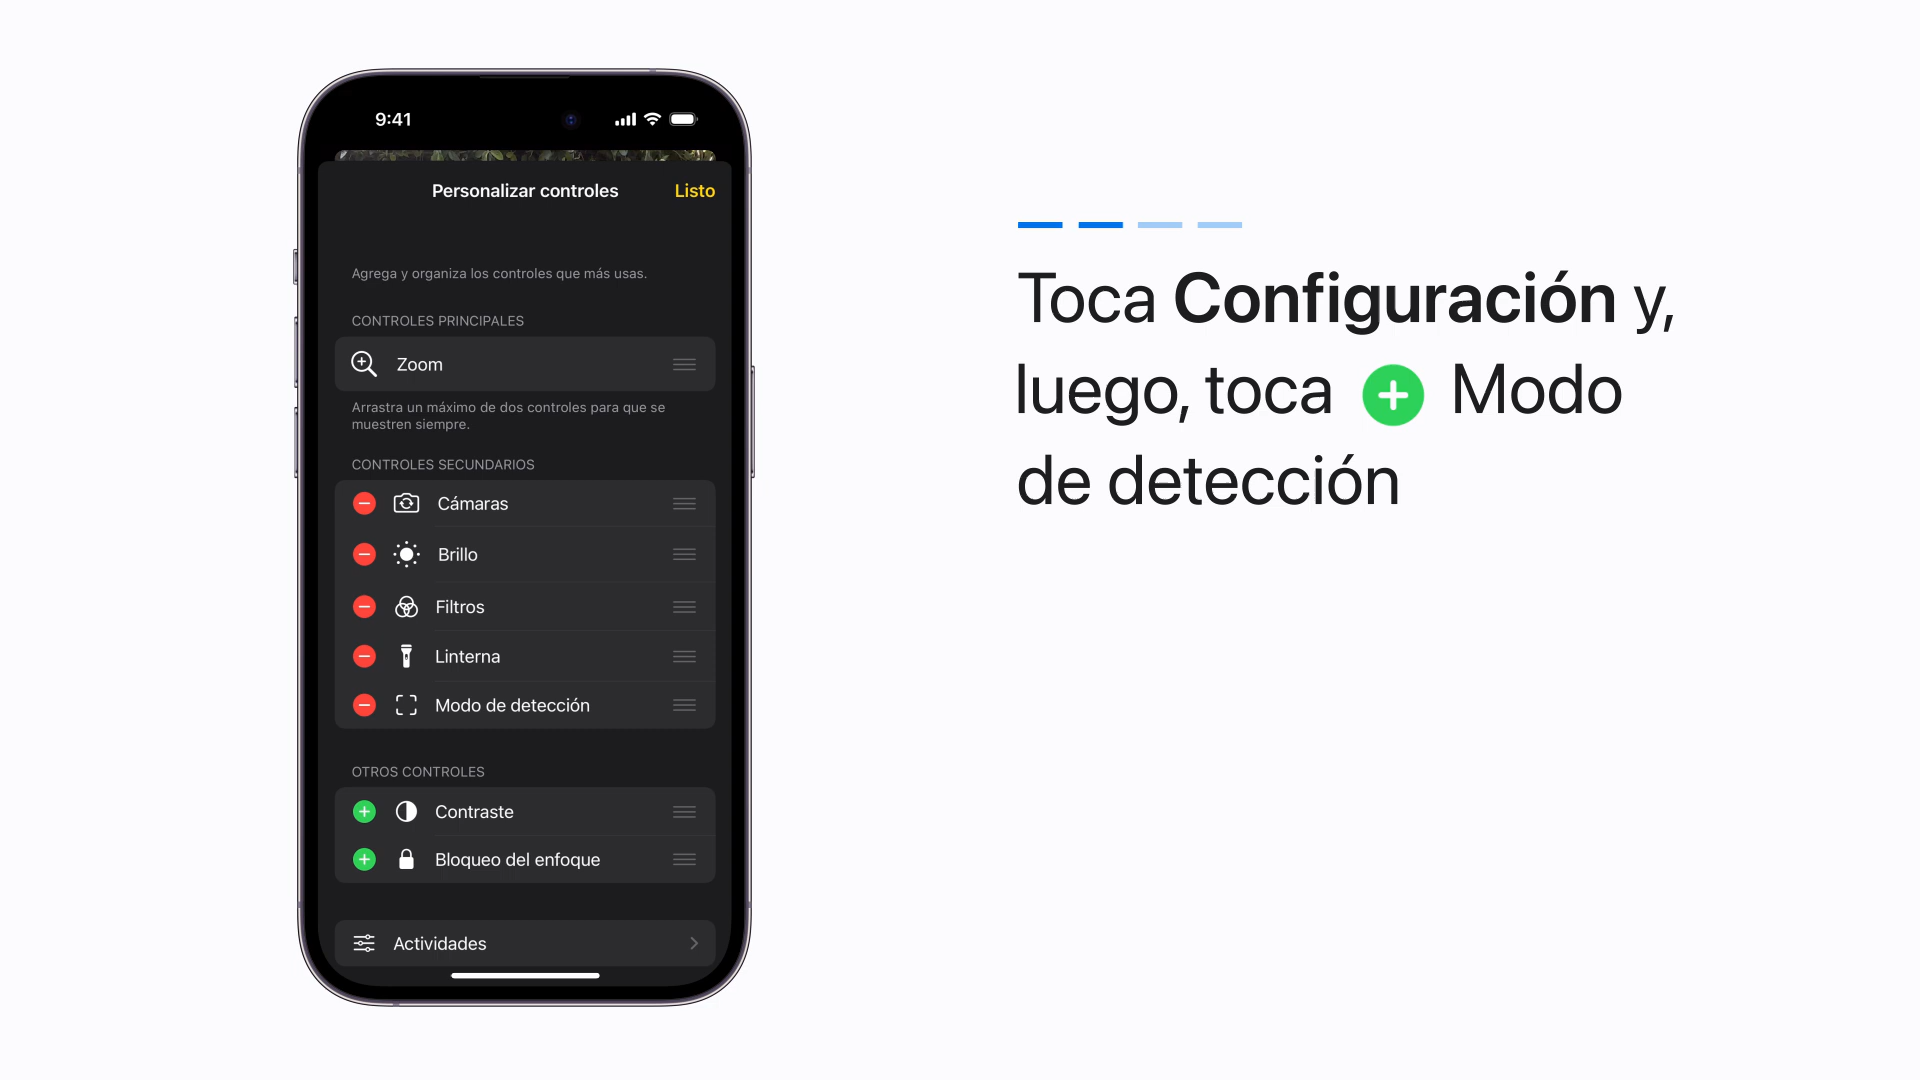 9:41
Personalizar controles
Listo
Agrega y organiza los controles que más usas.
CONTROLES PRINCIPALES
Zoom
Arrastra un máximo de dos controles para que se
muestren siempre.
CONTROLES SECUNDARIOS
Cámaras
Brillo
Filtros
Linterna
Modo de detección
OTROS CONTROLES
Contraste
Bloqueo del enfoque
Actividades
Toca Configuración y,
luego, toca + Modo
de detección